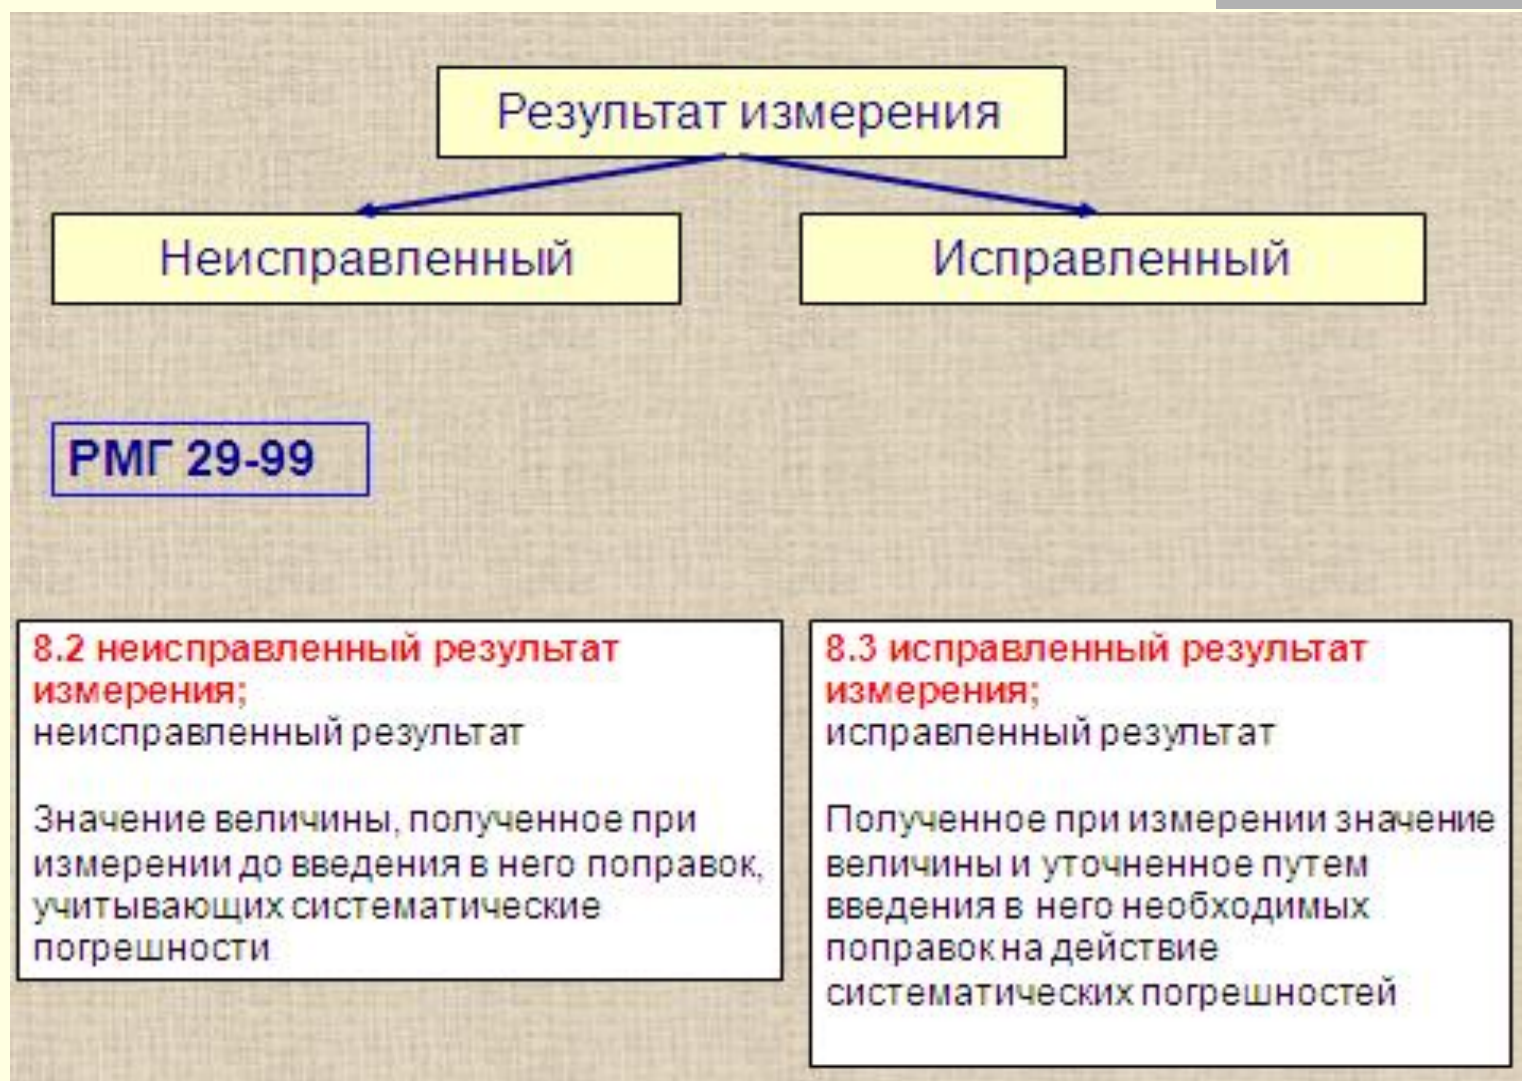 Результат измерения
Неисправленный
Исправленный
РМГ 29-99
8.2 неисправленный результат
измерения;
неисправленный результат
Значение величины, полученное при
измерении до введения в него поправок,
учитывающих систематические
погрешности
8.3 исправленный результат
измерения;
исправленный результат
Полученное при измерении значение
величины и уточненное путем
введения в него необходимых
поправок на действие
систематических погрешностей